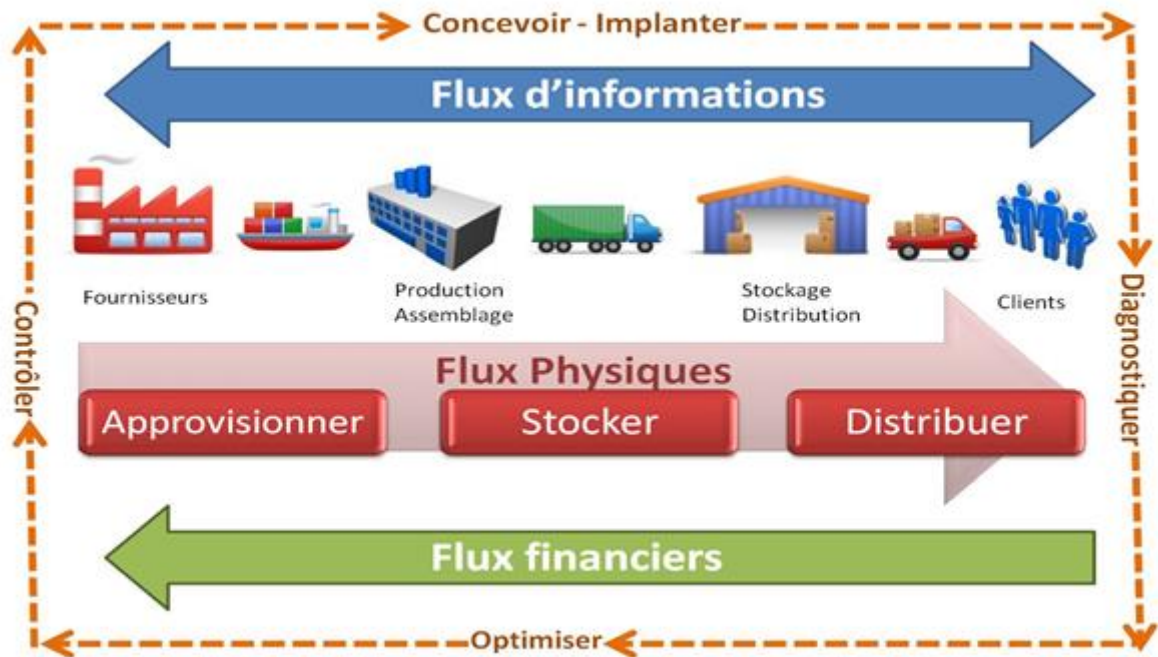 Concevoir - Implanter
Flux d'informations
Fournisseurs
Production
Assemblage
Stockage
Distribution
Clients
Contrôler
Diagnostiquer
Flux Physiques
Approvisionner
Stocker
Distribuer
Flux financiers
Optimiser